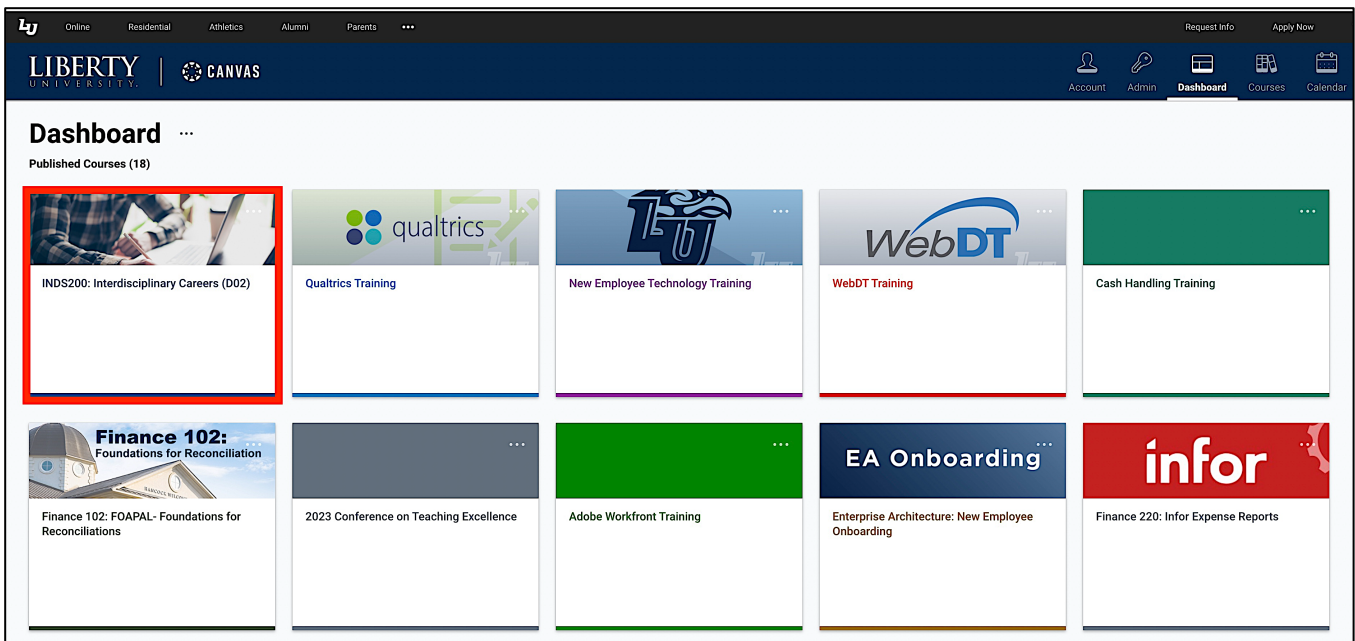 LU Online Residential Athletics Alumni Parents ••• Request Info Apply Now
LIBERTY
UNIVERSITY.
CANVAS
Account Admin Dashboard Courses Calendar
Dashboard ...
Published Courses (18)
qualtrics
LU
WebDT
INDS200: Interdisciplinary Careers (D02)
Qualtrics Training
New Employee Technology Training
WebDT Training
Cash Handling Training
Finance 102:
Foundations for Reconciliation
EA Onboarding
infor
Finance 102: FOAPAL- Foundations for
Reconciliations
2023 Conference on Teaching Excellence
Adobe Workfront Training
Enterprise Architecture: New Employee
Onboarding
Finance 220: Infor Expense Reports